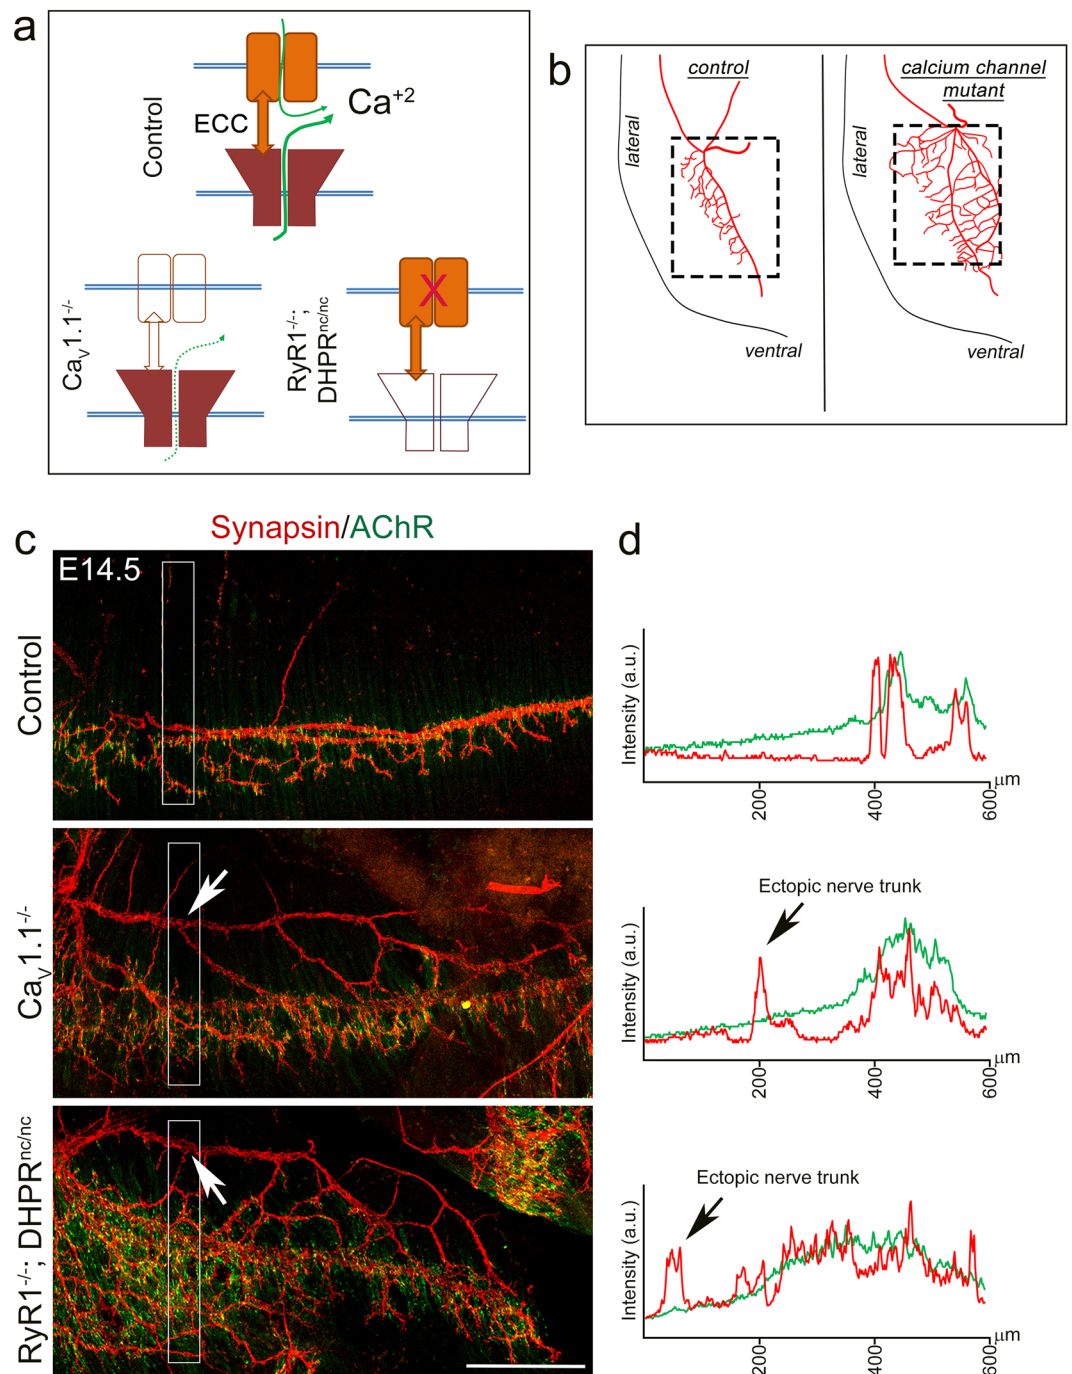 a
Control
ECC
Ca+2
CaV1.1-/-
RyR1-/-;
DHPRnc/nc
X
b
control
calcium channel
mutant
lateral
lateral
ventral
ventral
c
Synapsin/AChR
E14.5
Control
CaV1.1-/-
RyR1-/-; DHPRnc/nc
d
Intensity (a.u.)
200
400
600
μm
Ectopic nerve trunk
Intensity (a.u.)
200
400
600
μm
Ectopic nerve trunk
Intensity (a.u.)
200
400
600
μm